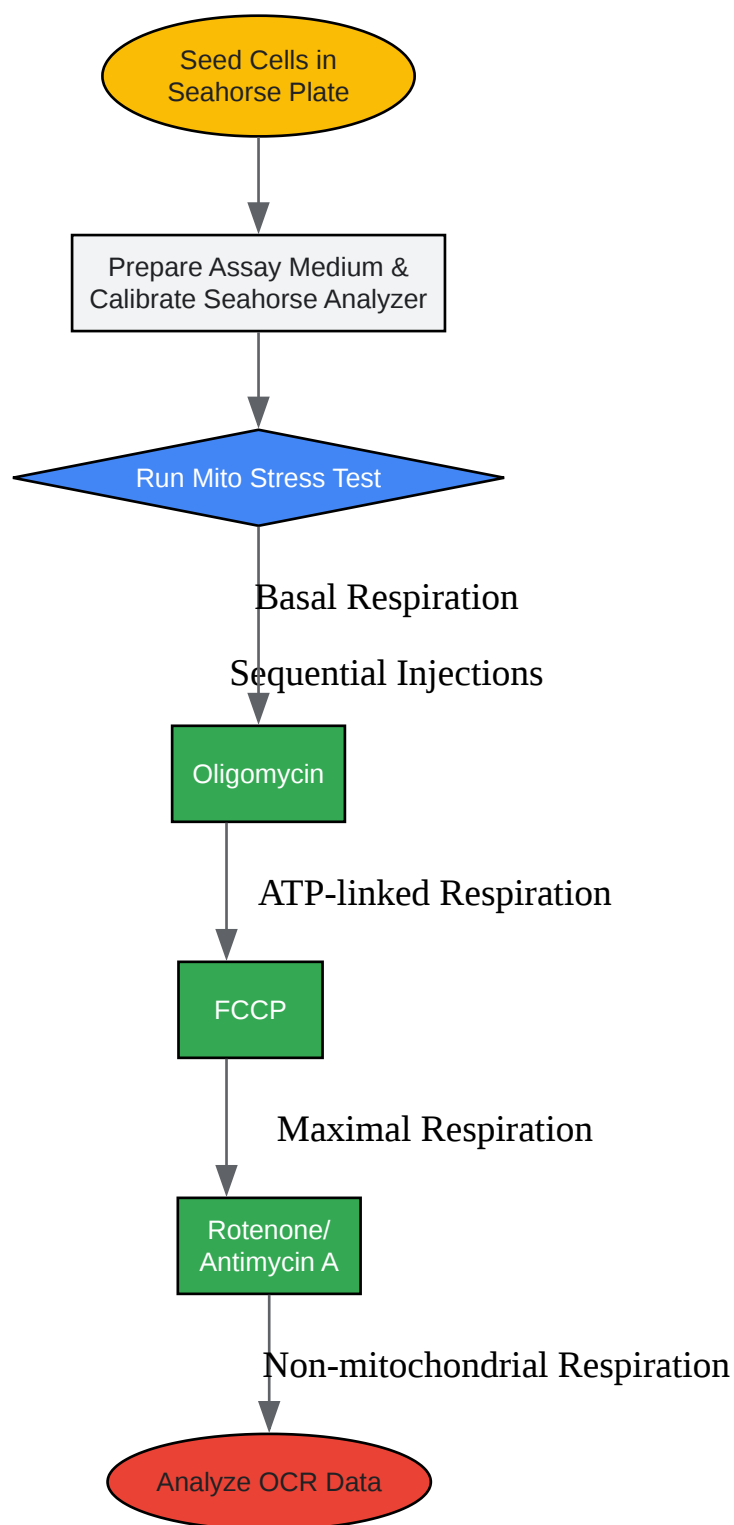 Seed Cells in
Seahorse Plate
Prepare Assay Medium &
Calibrate Seahorse Analyzer
Run Mito Stress Test
Basal Respiration
Sequential Injections
Oligomycin
ATP-linked Respiration
FCCP
Maximal Respiration
Rotenone/
Antimycin A
Non-mitochondrial Respiration
Analyze OCR Data